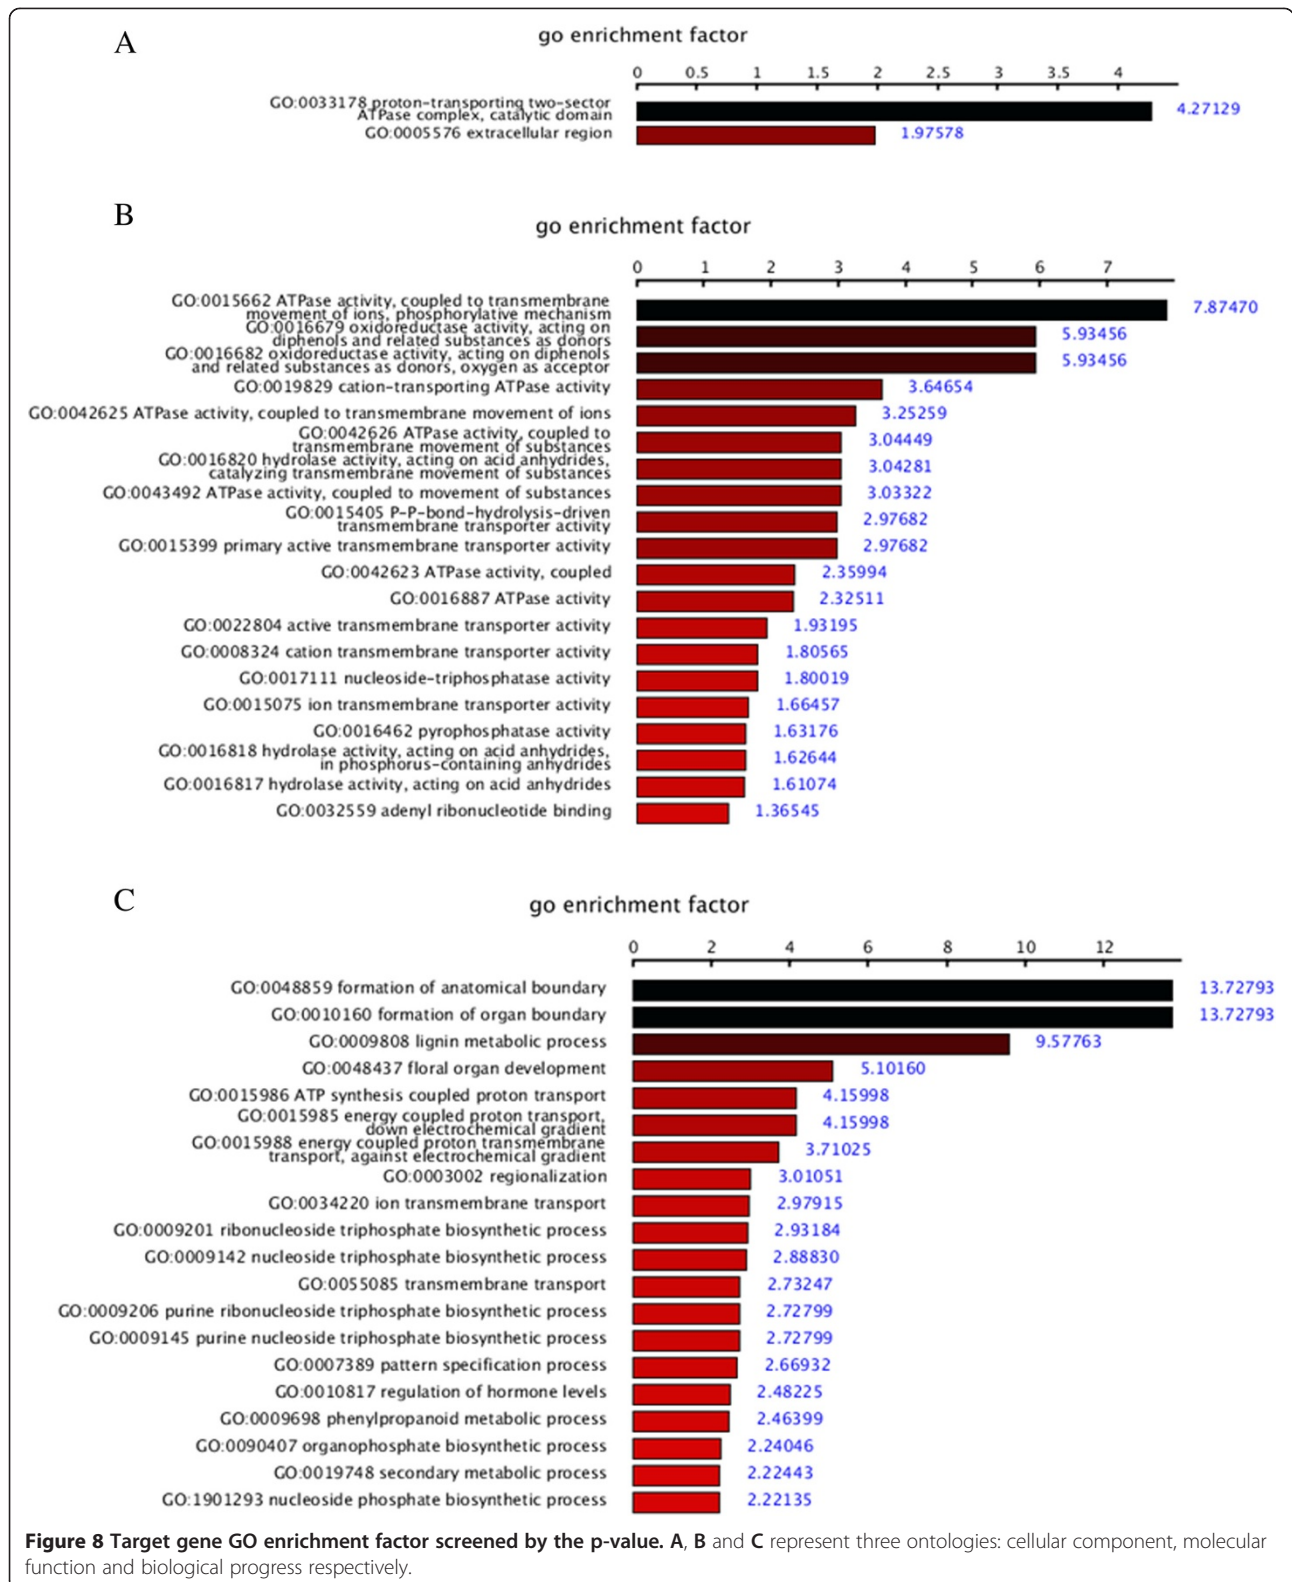 A
go enrichment factor
0 0.5 1 1.5 2 2.5 3 3.5 4
GO:0033178 proton-transporting two-sector
ATPase complex, catalytic domain
4.27129
GO:0005576 extracellular region 1.97578
B
go enrichment factor
0 1 2 3 4 5 6 7
GO:0015662 ATPase activity, coupled to transmembrane
movement of ions, phosphorylative mechanism
7.87470
GO:0016679 oxidoreductase activity, acting on
diphenols and related substances as donors
5.93456
GO:0016682 oxidoreductase activity, acting on diphenols
and related substances as donors, oxygen as acceptor
5.93456
GO:0019829 cation-transporting ATPase activity 3.64654
GO:0042625 ATPase activity, coupled to transmembrane movement of ions 3.25259
GO:0042626 ATPase activity, coupled to
transmembrane movement of substances
3.04449
GO:0016820 hydrolase activity, acting on acid anhydrides,
catalyzing transmembrane movement of substances
3.04281
GO:0043492 ATPase activity, coupled to movement of substances 3.03322
GO:0015405 P-P-bond-hydrolysis-driven
transmembrane transporter activity
2.97682
GO:0015399 primary active transmembrane transporter activity 2.97682
GO:0042623 ATPase activity, coupled 2.35994
GO:0016887 ATPase activity 2.32511
GO:0022804 active transmembrane transporter activity 1.93195
GO:0008324 cation transmembrane transporter activity 1.80565
GO:0017111 nucleoside-triphosphatase activity 1.80019
GO:0015075 ion transmembrane transporter activity 1.66457
GO:0016462 pyrophosphatase activity 1.63176
GO:0016818 hydrolase activity, acting on acid anhydrides,
in phosphorus-containing anhydrides
1.62644
GO:0016817 hydrolase activity, acting on acid anhydrides 1.61074
GO:0032559 adenyl ribonucleotide binding 1.36545
C
go enrichment factor
0 2 4 6 8 10 12
GO:0048859 formation of anatomical boundary 13.72793
GO:0010160 formation of organ boundary 13.72793
GO:0009808 lignin metabolic process 9.57763
GO:0048437 floral organ development 5.10160
GO:0015986 ATP synthesis coupled proton transport 4.15998
GO:0015985 energy coupled proton transport,
down electrochemical gradient
4.15998
GO:0015988 energy coupled proton transmembrane
transport, against electrochemical gradient
3.71025
GO:0003002 regionalization 3.01051
GO:0034220 ion transmembrane transport 2.97915
GO:0009201 ribonucleoside triphosphate biosynthetic process 2.93184
GO:0009142 nucleoside triphosphate biosynthetic process 2.88830
GO:0055085 transmembrane transport 2.73247
GO:0009206 purine ribonucleoside triphosphate biosynthetic process 2.72799
GO:0009145 purine nucleoside triphosphate biosynthetic process 2.72799
GO:0007389 pattern specification process 2.66932
GO:0010817 regulation of hormone levels 2.48225
GO:0009698 phenylpropanoid metabolic process 2.46399
GO:0090407 organophosphate biosynthetic process 2.24046
GO:0019748 secondary metabolic process 2.22443
GO:1901293 nucleoside phosphate biosynthetic process 2.22135
Figure 8 Target gene GO enrichment factor screened by the p-value. A, B and C represent three ontologies: cellular component, molecular
function and biological progress respectively.